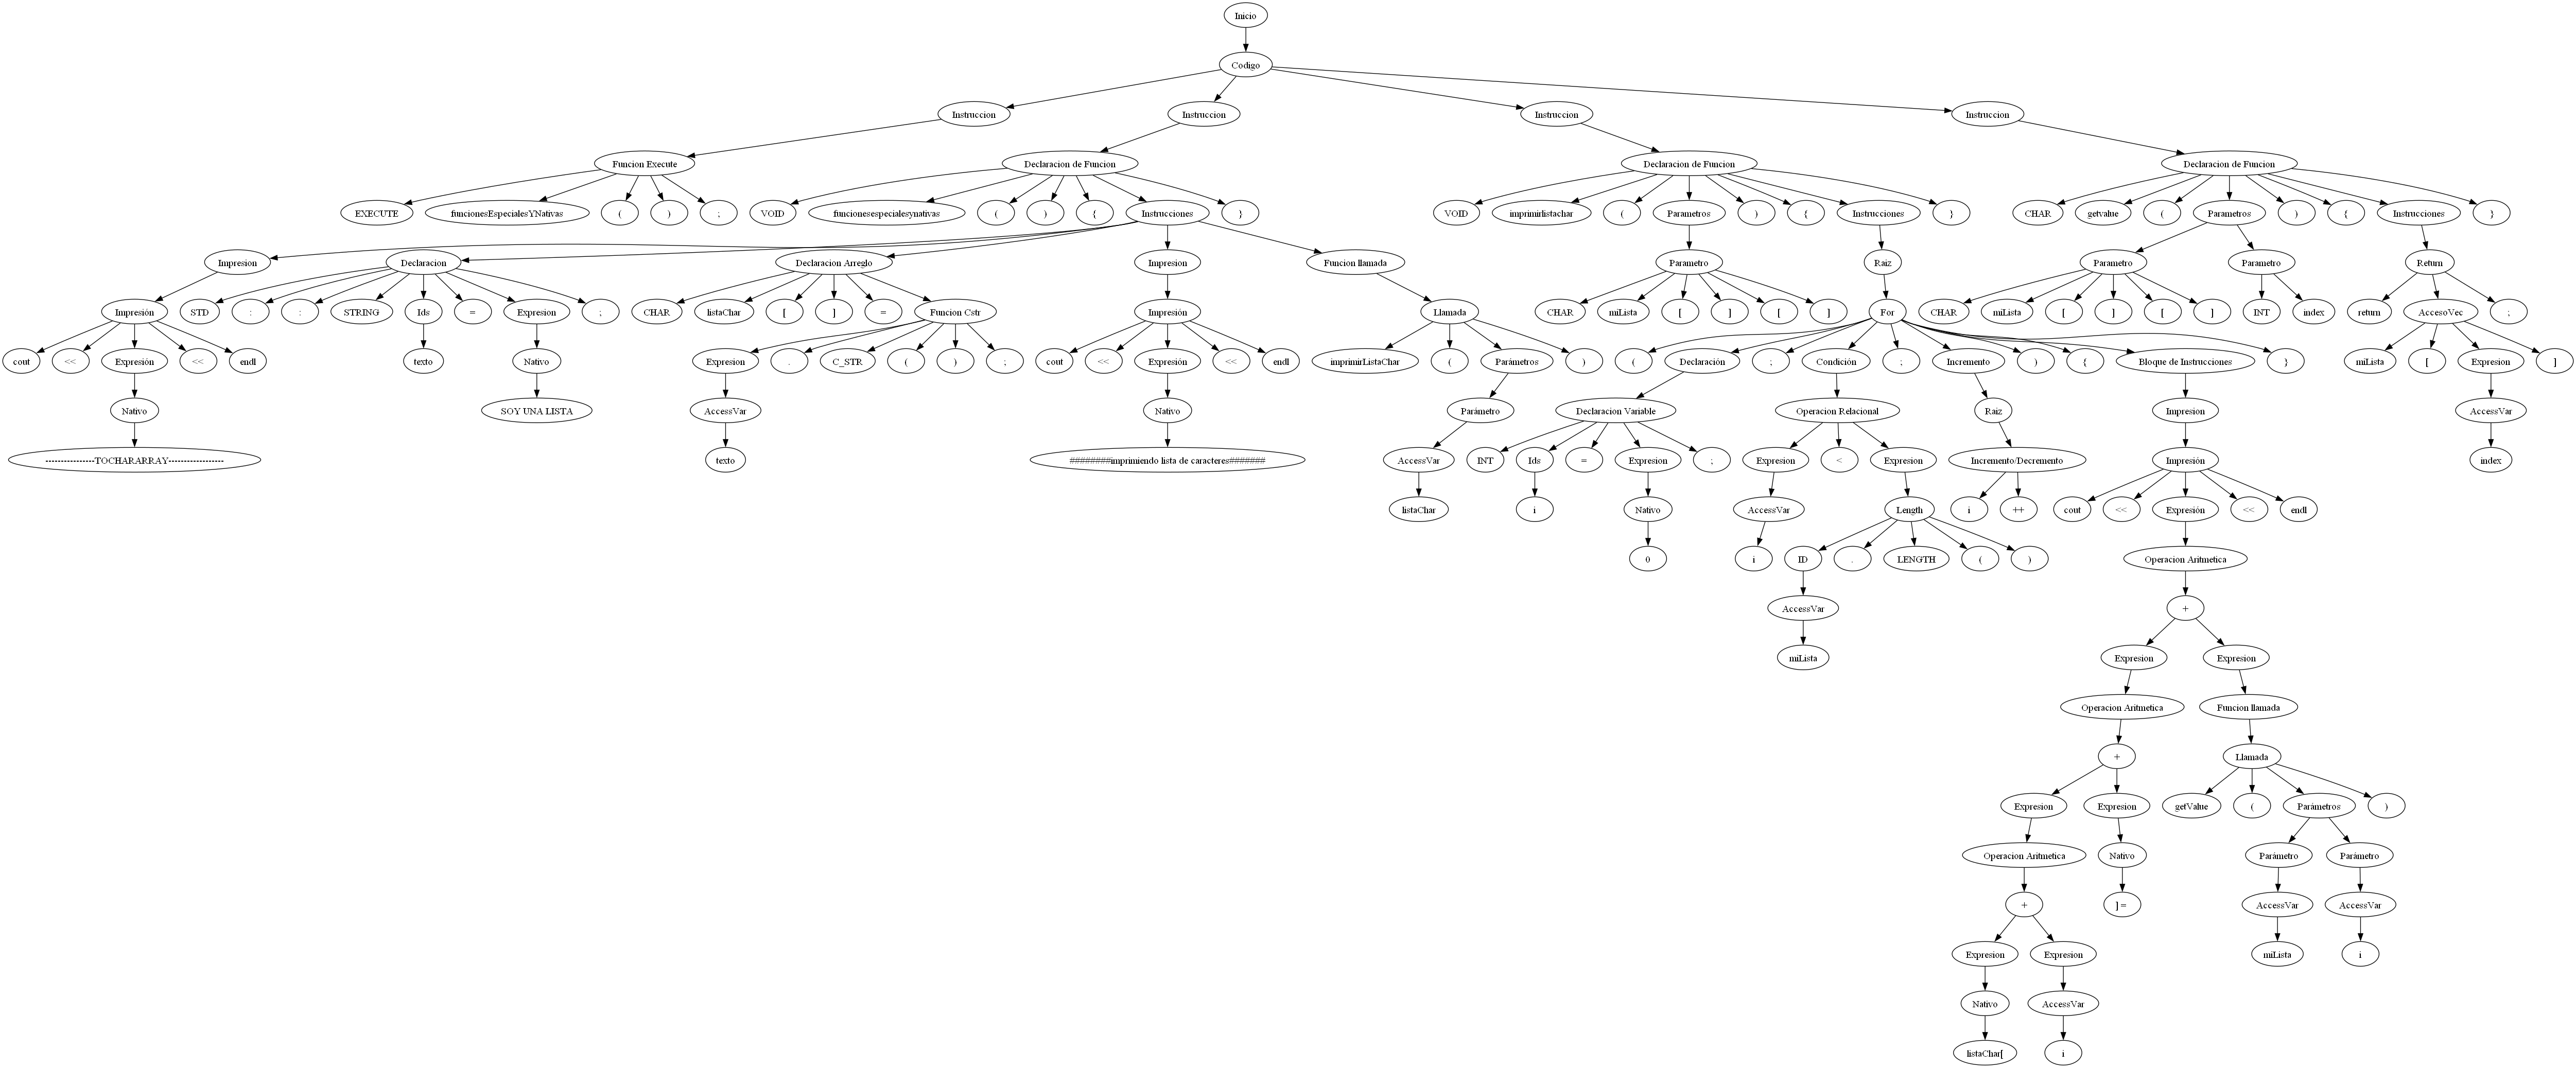 Inicio
Codigo
Instruccion Instruccion Instruccion Instruccion
Funcion Execute Declaracion de Funcion Declaracion de Funcion Declaracion de Funcion
EXECUTE funcionesEspecialesYNativas ( ) ; VOID funcionesespecialesynativas ( ) { Instrucciones } VOID imprimirlistachar ( Parametros ) { Instrucciones } CHAR getvalue ( Parametros ) { Instrucciones }
Impresion Declaracion Declaracion Arreglo Impresion Funcion llamada Parametro Raiz Parametro Parametro Return
Impresión STD : : STRING Ids = Expresion ; CHAR listaChar [ ] = Funcion Cstr Impresión Llamada CHAR miLista [ ] [ ] For CHAR miLista [ ] [ ] INT index return AccesoVec ;
cout << Expresión << endl texto Nativo Expresion . C_STR ( ) ; cout << Expresión << endl imprimirListaChar ( Parámetros ) ( Declaración ; Condición ; Incremento ) { Bloque de Instrucciones } miLista [ Expresion ]
Nativo SOY UNA LISTA AccessVar Nativo Parámetro Declaracion Variable Operacion Relacional Raiz Impresion AccessVar
----------------TOCHARARRAY------------------ texto ########imprimiendo lista de caracteres####### AccessVar INT Ids = Expresion ; Expresion < Expresion Incremento/Decremento Impresión index
listaChar i Nativo AccessVar Length i ++ cout << Expresión << endl
0 i ID . LENGTH ( ) Operacion Aritmetica
AccessVar +
miLista Expresion Expresion
Operacion Aritmetica Funcion llamada
+ Llamada
Expresion Expresion getValue ( Parámetros )
Operacion Aritmetica Nativo Parámetro Parámetro
+ ] = AccessVar AccessVar
Expresion Expresion miLista i
Nativo AccessVar
listaChar[ i